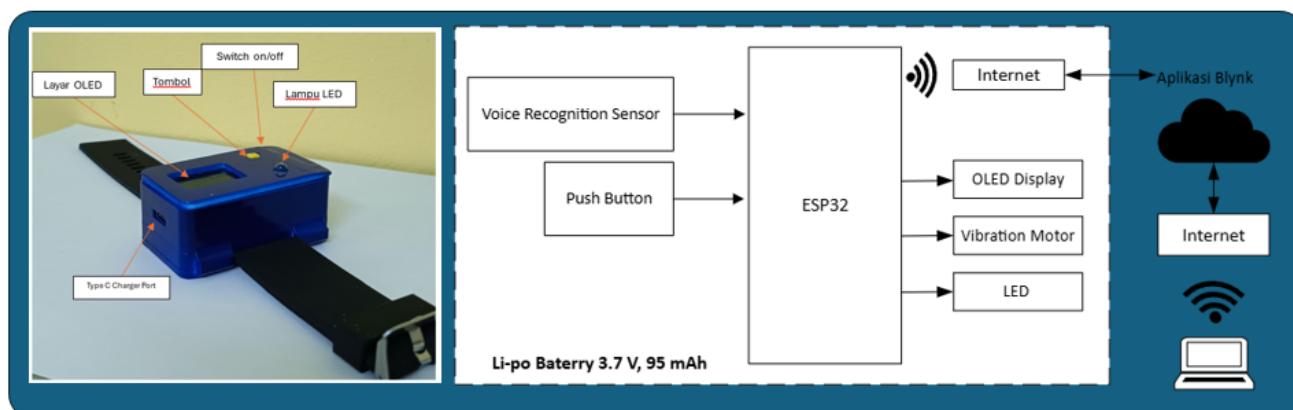 Switch on/off
Layar OLED
Tombol
Lampu LED
Type C Charger Port
Voice Recognition Sensor
Push Button
ESP32
Internet
OLED Display
Vibration Motor
LED
Li-po Baterry 3.7 V, 95 mAh
Aplikasi Blynk
Internet